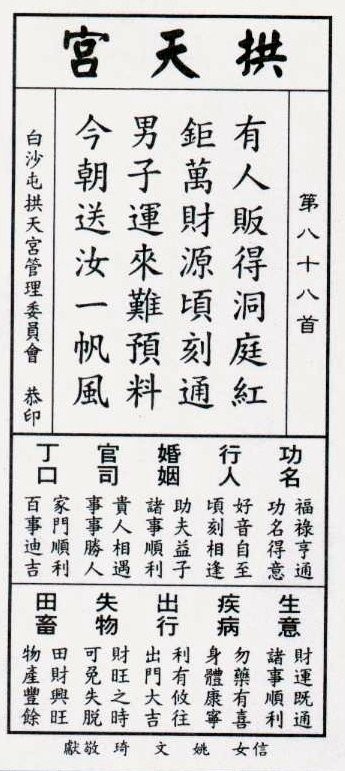 拱天宮
第八十八首
有人販得洞庭紅
鉅萬財源頃刻通
男子運來難預料
今朝送汝一帆風
白沙屯拱天宮管理委員會 恭印
功名
福祿亨通
功名得意
行人
好音自至
頃刻相逢
婚姻
助夫益子
諸事順利
官司
貴人相遇
事事勝人
丁口
家門順利
百事迪吉
生意
財運既通
諸事順利
疾病
勿藥有喜
身體康寧
出行
利有攸往
出門大吉
失物
財旺之時
可免失脱
田畜
田財興旺
物產豐餘
信女 姚文琦 敬獻